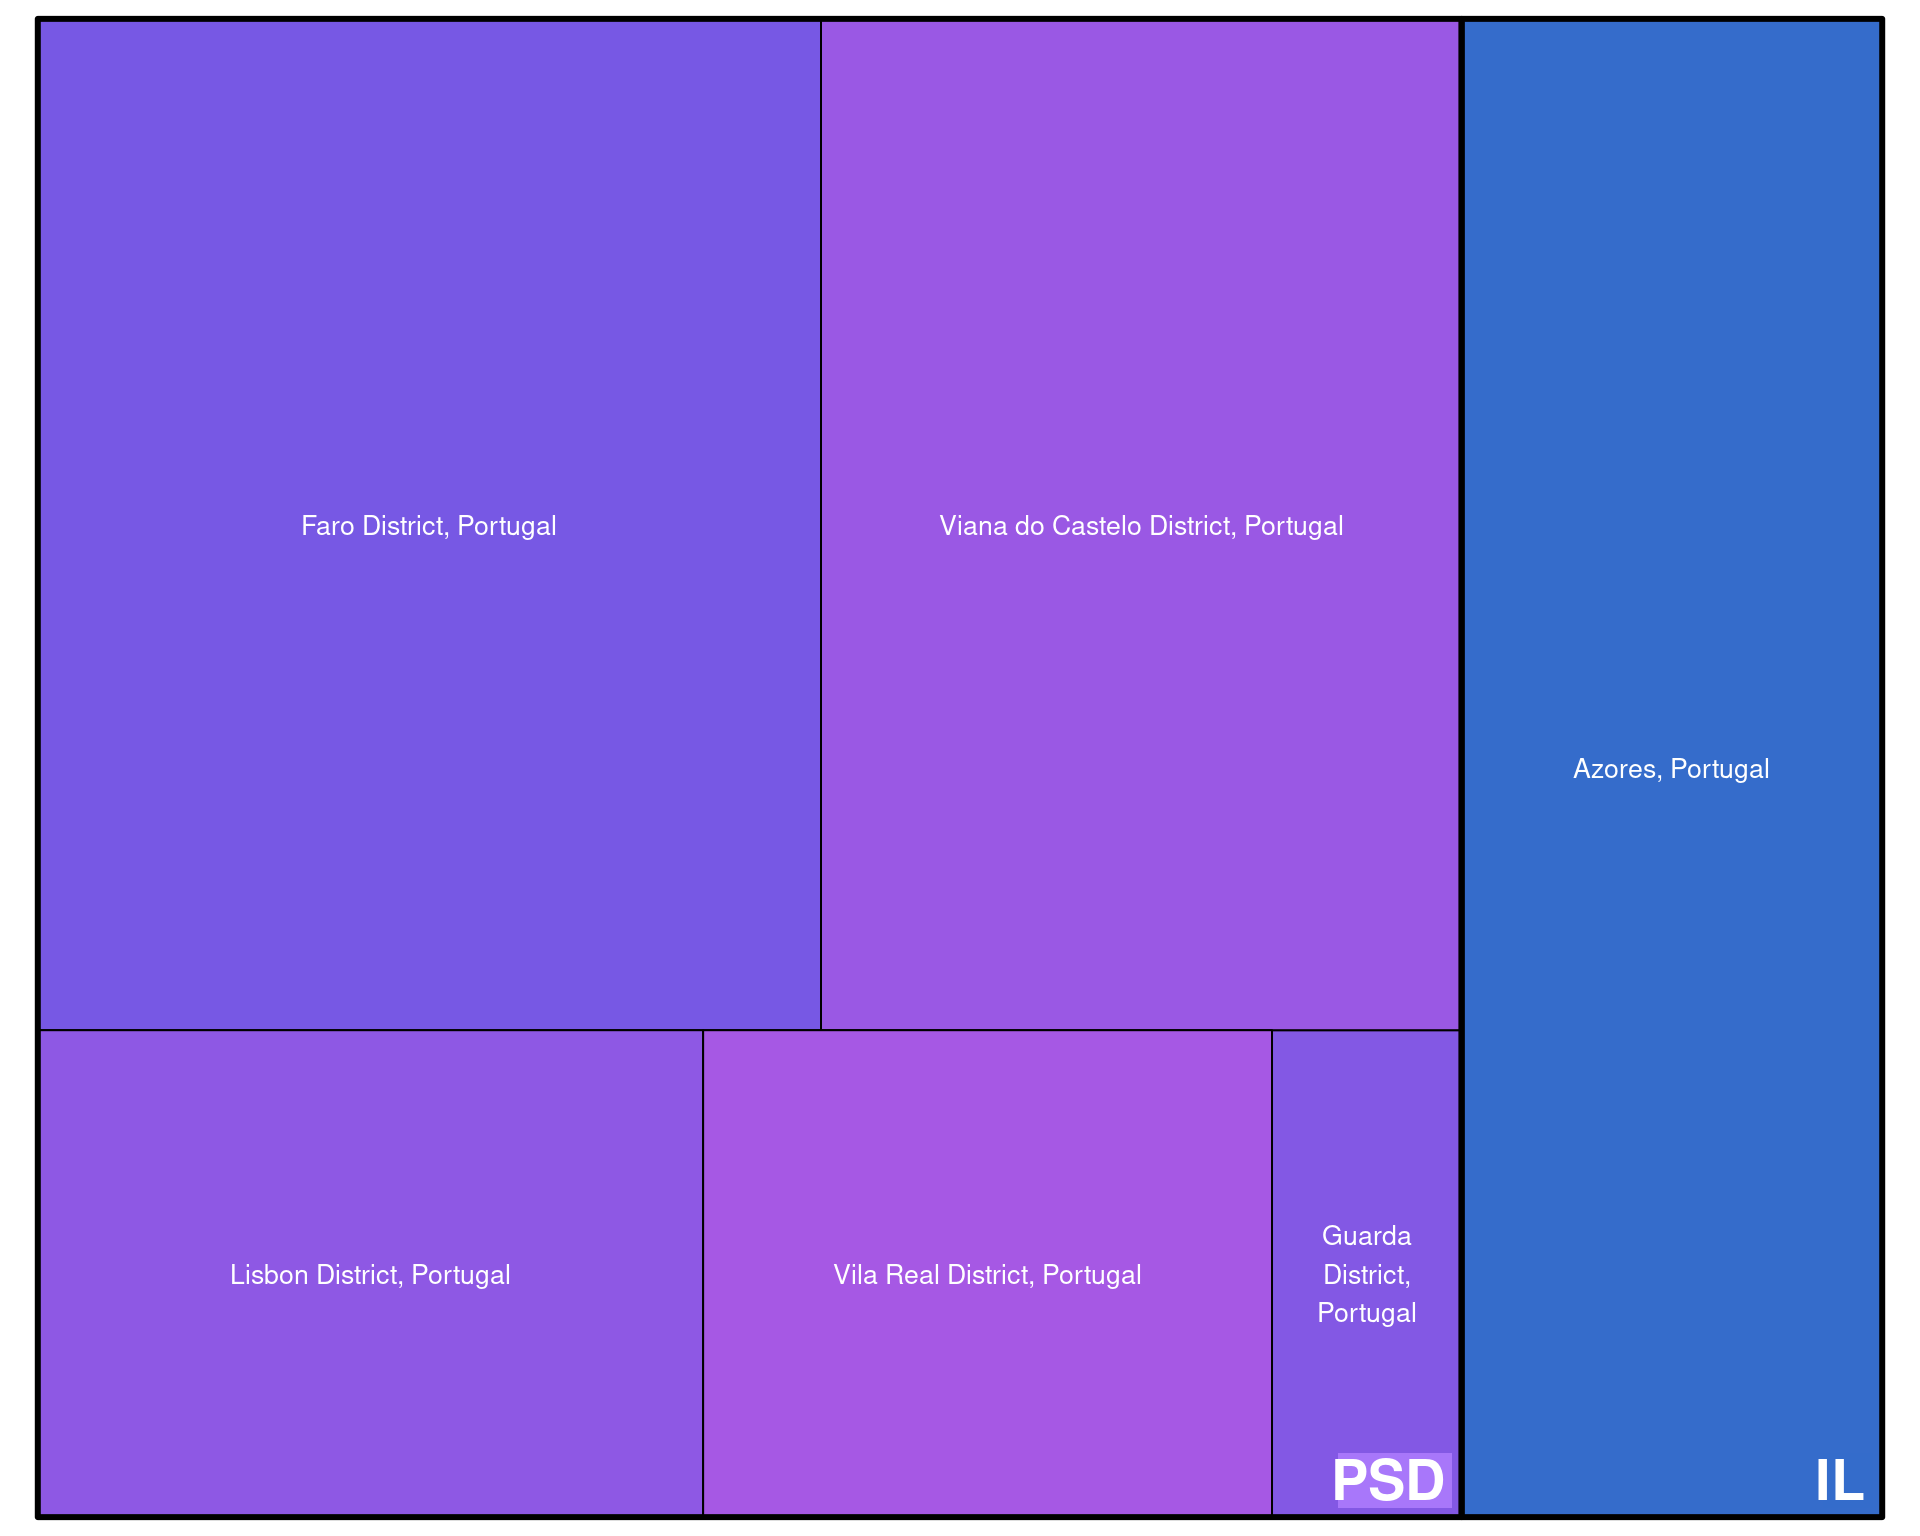 Faro District, Portugal
Viana do Castelo District, Portugal
Azores, Portugal
Lisbon District, Portugal
Vila Real District, Portugal
Guarda
District,
Portugal
PSD
IL